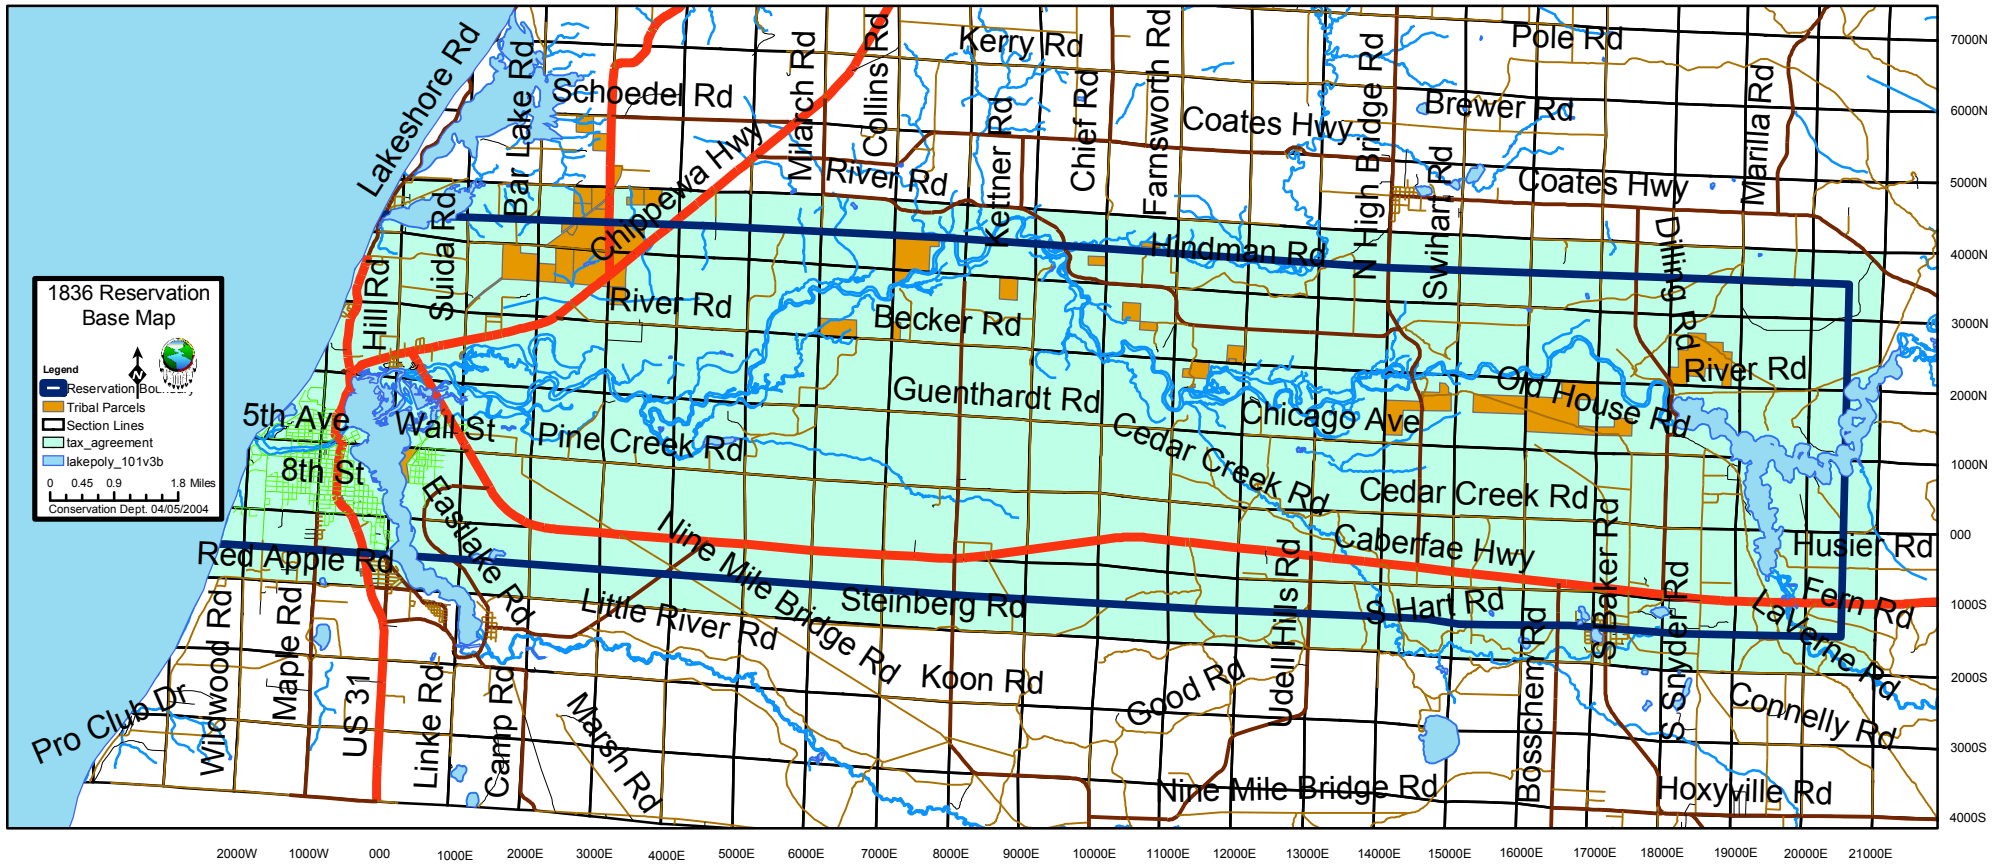 Lakeshore Rd
Bar Lake Rd
Schoedel Rd
Milarch Rd
Collins Rd
Kerry Rd
Kettner Rd
Chief Rd
Farnsworth Rd
Coates Hwy
N High Bridge Rd
Pole Rd
Brewer Rd
Swihart Rd
Marilla Rd
Coates Hwy
Chippewa Hwy
River Rd
Suida Rd
Hill Rd
Hindman Rd
Dilling Rd
River Rd
Becker Rd
River Rd
Old House Rd
Guenthardt Rd
Chicago Ave
Cedar Creek Rd
Cedar Creek Rd
5th Ave
Wall St
Pine Creek Rd
8th St
Eastlake Rd
Nine Mile Bridge Rd
Caberfae Hwy
Husier Rd
Fern Rd
LaVerne Rd
Red Apple Rd
Little River Rd
Steinberg Rd
S Hart Rd
S Baker Rd
S Snyder Rd
Udell Hills Rd
Bosschem Rd
Wildwood Rd
Maple Rd
US 31
Linke Rd
Camp Rd
Marsh Rd
Koon Rd
Good Rd
Connelly Rd
Pro Club Dr
Nine Mile Bridge Rd
Hoxyville Rd
1836 Reservation
Base Map
N
Legend
Reservation Boundary
Tribal Parcels
Section Lines
tax_agreement
lakepoly_101v3b
0 0.45 0.9 1.8 Miles
Conservation Dept. 04/05/2004
7000N
6000N
5000N
4000N
3000N
2000N
1000N
000
1000S
2000S
3000S
4000S
2000W 1000W 000 1000E 2000E 3000E 4000E 5000E 6000E 7000E 8000E 9000E 10000E 11000E 12000E 13000E 14000E 15000E 16000E 17000E 18000E 19000E 20000E 21000E